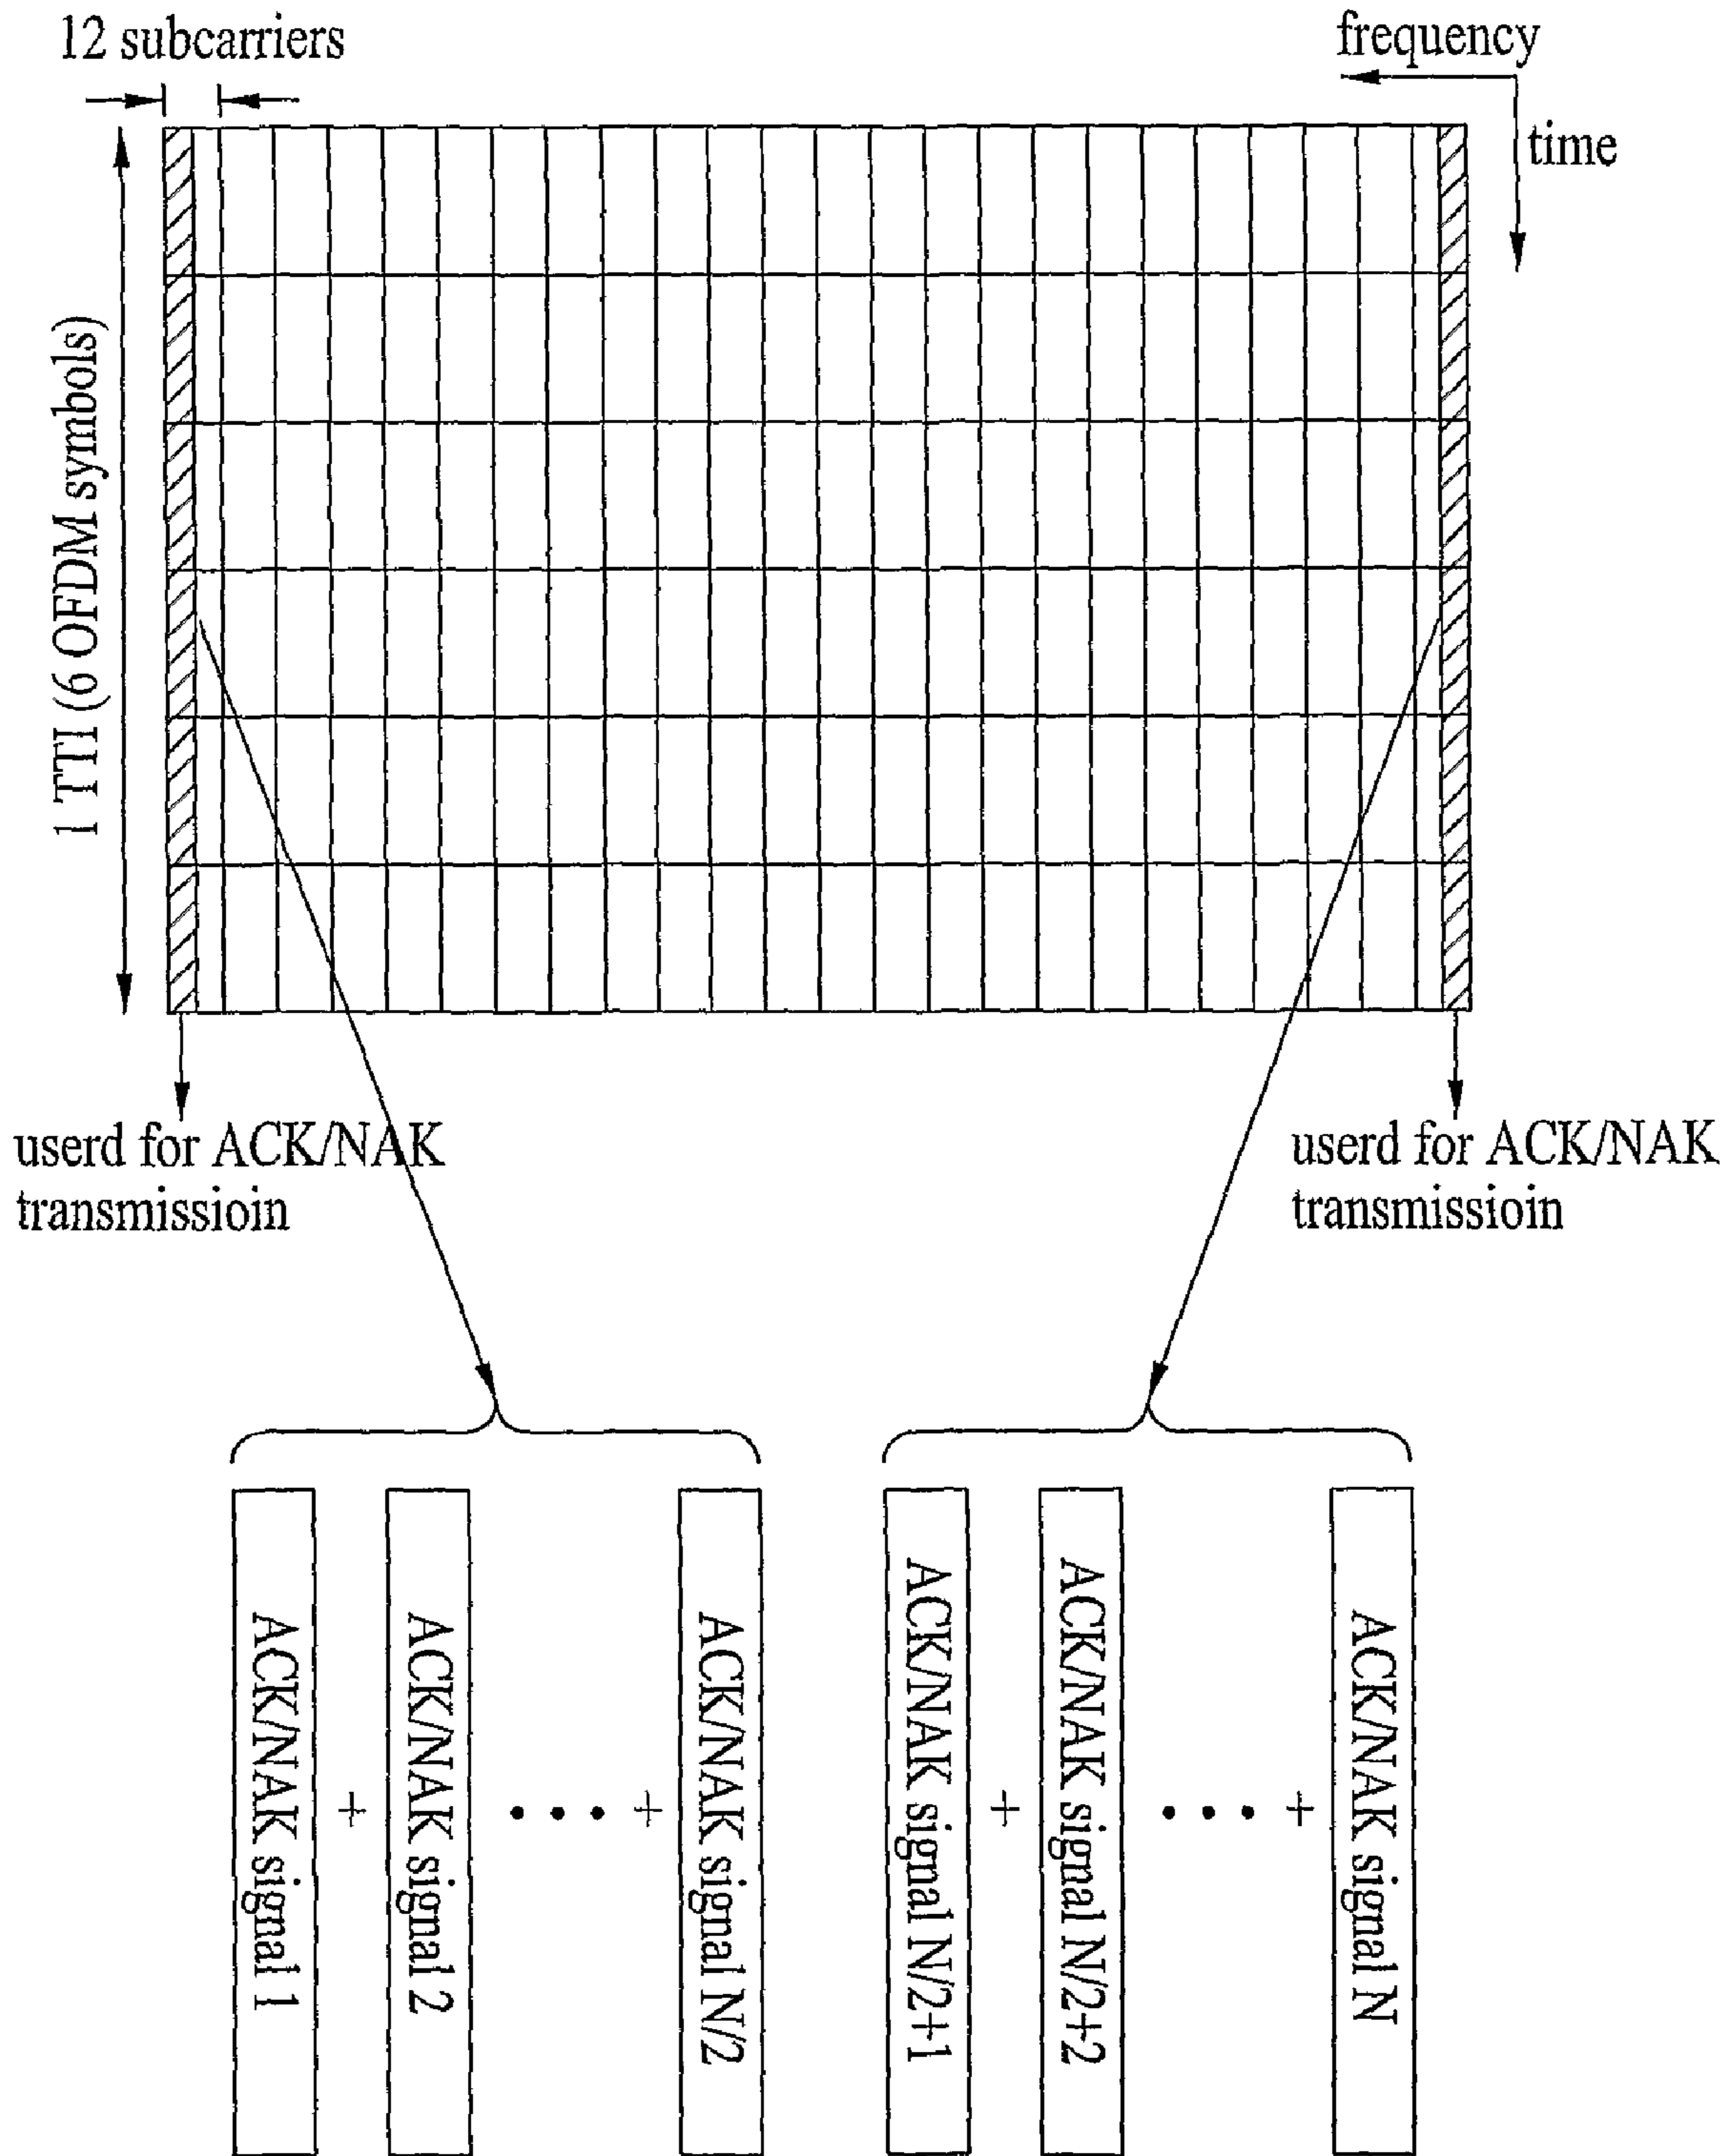 12 subcarriers
frequency
time
1 TTI (6 OFDM symbols)
userd for ACK/NAK
transmissioin
userd for ACK/NAK
transmissioin
ACK/NAK signal 1
+
ACK/NAK signal 2
• • • +
ACK/NAK signal N/2
ACK/NAK signal N/2+1
+
ACK/NAK signal N/2+2
• • • +
ACK/NAK signal N